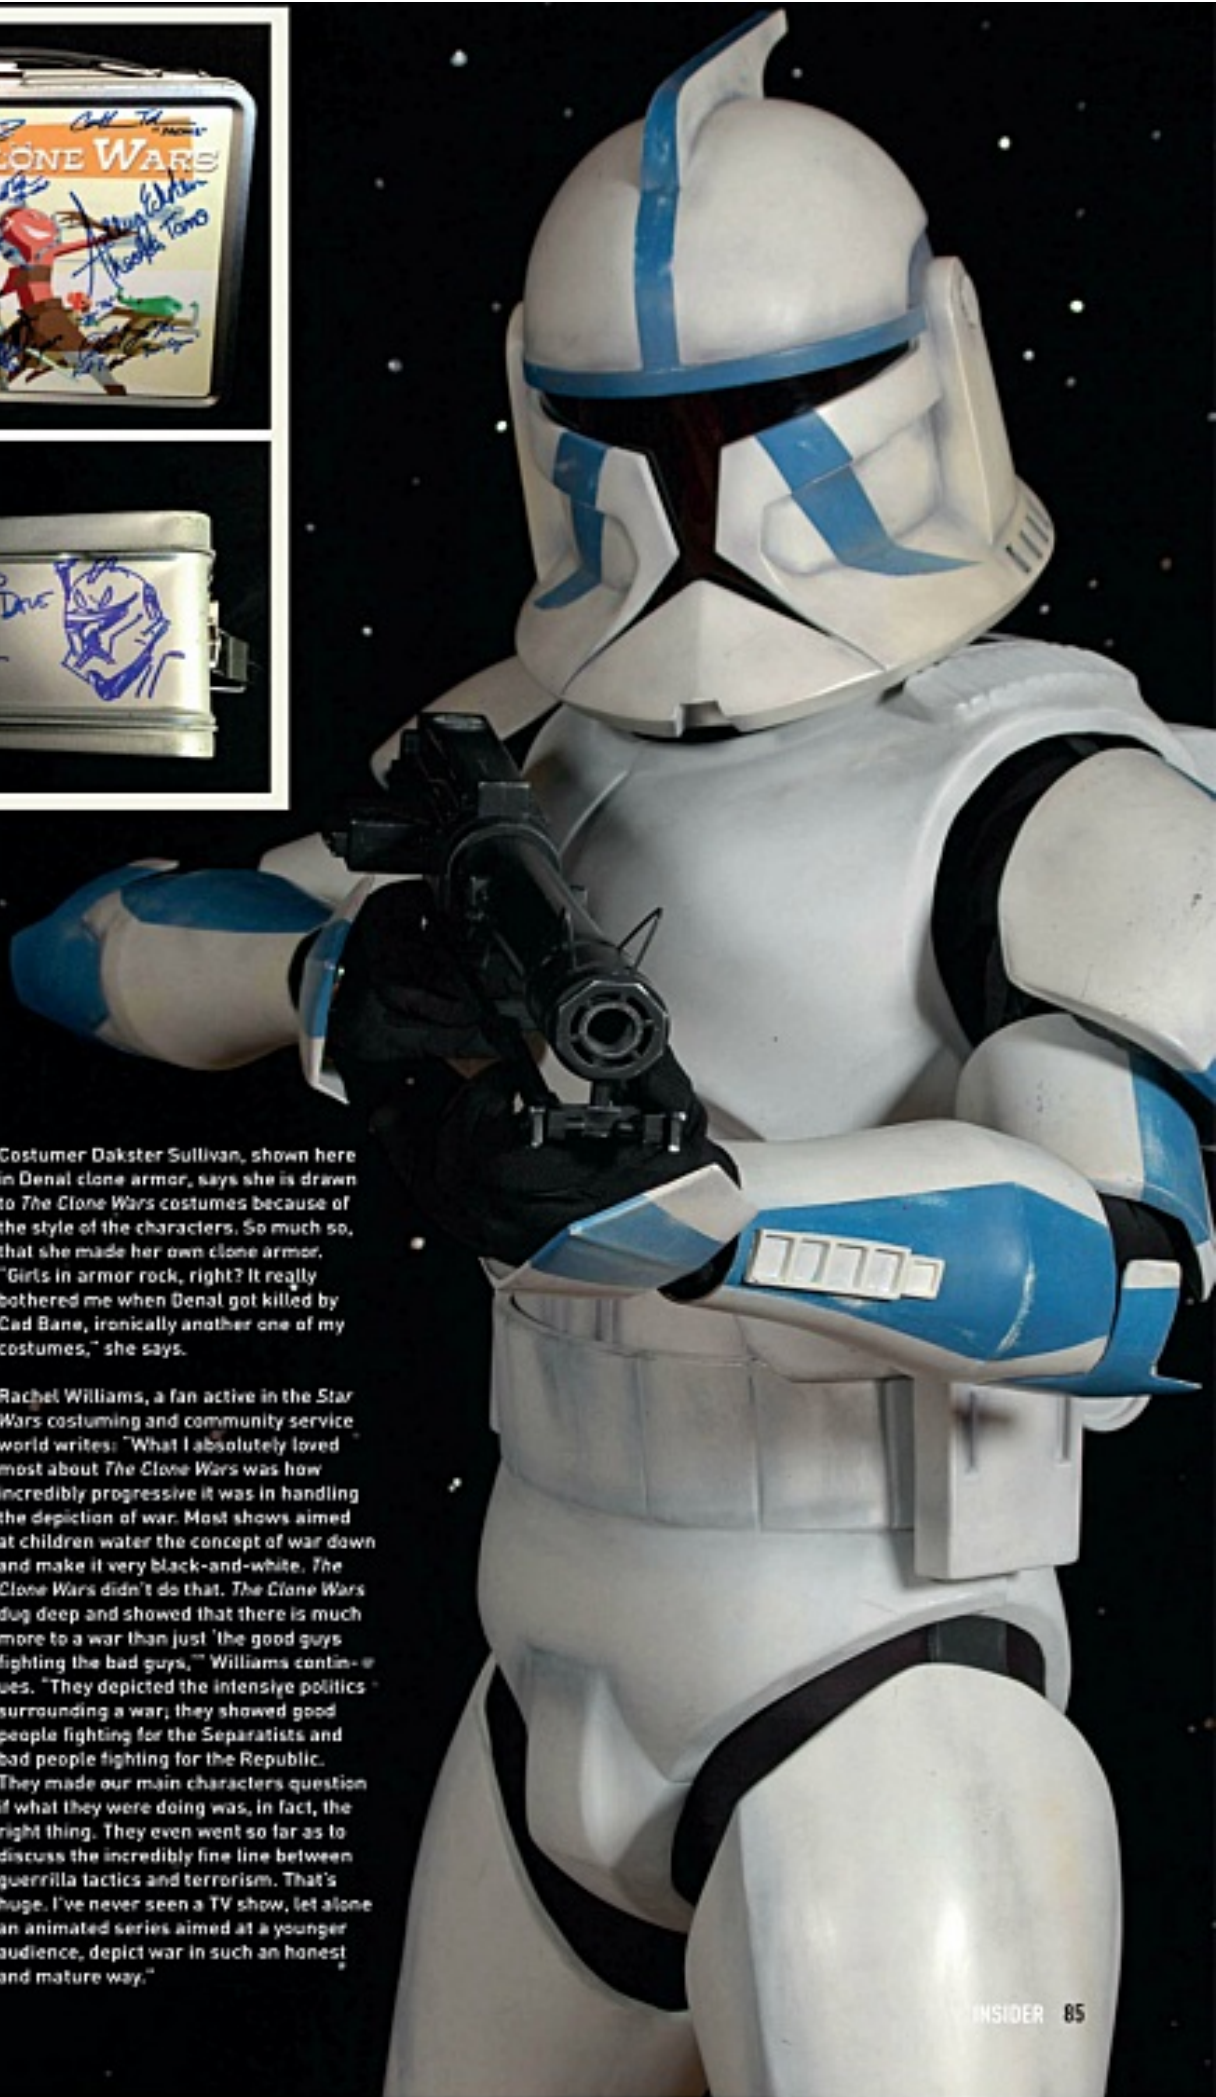 LONE WARS
Ashley Eckstein
Ahsoka Tano
DAVE
Costumer Dakster Sullivan, shown here
in Denal clone armor, says she is drawn
to The Clone Wars costumes because of
the style of the characters. So much so,
that she made her own clone armor.
"Girls in armor rock, right? It really
bothered me when Denal got killed by
Cad Bane, ironically another one of my
costumes," she says.
Rachel Williams, a fan active in the Star
Wars costuming and community service
world writes: "What I absolutely loved
most about The Clone Wars was how
incredibly progressive it was in handling
the depiction of war. Most shows aimed
at children water the concept of war down
and make it very black-and-white. The
Clone Wars didn't do that. The Clone Wars
dug deep and showed that there is much
more to a war than just 'the good guys
fighting the bad guys,'" Williams contin-
ues. "They depicted the intensive politics
surrounding a war; they showed good
people fighting for the Separatists and
bad people fighting for the Republic.
They made our main characters question
if what they were doing was, in fact, the
right thing. They even went so far as to
discuss the incredibly fine line between
guerrilla tactics and terrorism. That's
huge. I've never seen a TV show, let alone
an animated series aimed at a younger
audience, depict war in such an honest
and mature way."
INSIDER 85